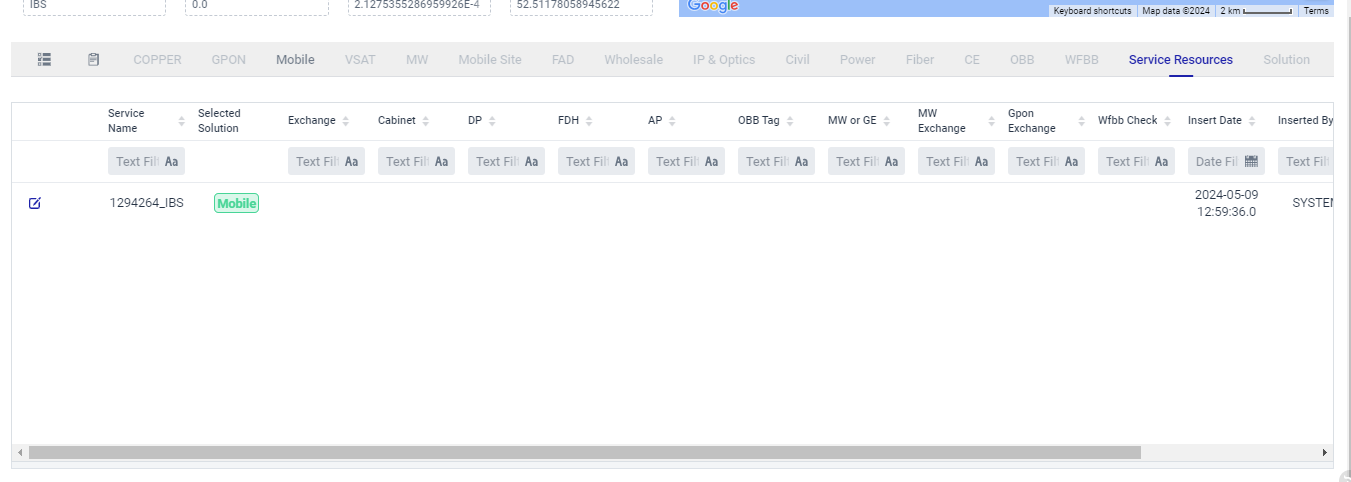 IBS 0.0 2.1275355286959926E-4 52.51178058945622
Google
Keyboard shortcuts Map data ©2024 2 km Terms
COPPER GPON Mobile VSAT MW Mobile Site FAD Wholesale IP & Optics Civil Power Fiber CE OBB WFBB Service Resources Solution
Service Name Selected Solution Exchange Cabinet DP FDH AP OBB Tag MW or GE MW Exchange Gpon Exchange Wfbb Check Insert Date Inserted By
Text Filt Aa Text Filt Aa Text Filt Aa Text Filt Aa Text Filt Aa Text Filt Aa Text Filt Aa Text Filt Aa Text Filt Aa Text Filt Aa Text Filt Aa Date Fil Text Filt
1294264_IBS Mobile 2024-05-09 12:59:36.0 SYSTEM